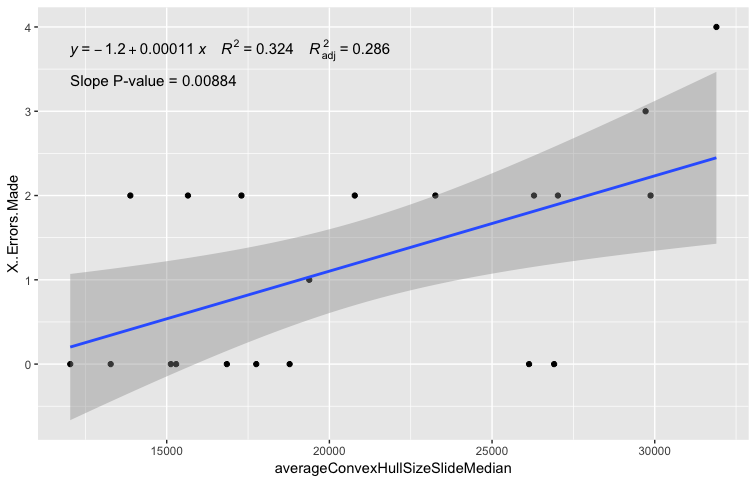 y = − 1.2 + 0.00011 x R² = 0.324 R²adj = 0.286
Slope P-value = 0.00884
4
3
2
1
0
X..Errors.Made
15000 20000 25000 30000
averageConvexHullSizeSlideMedian